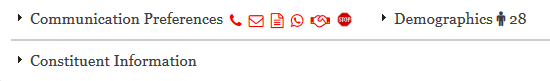 Communication Preferences STOP Demographics 28
Constituent Information